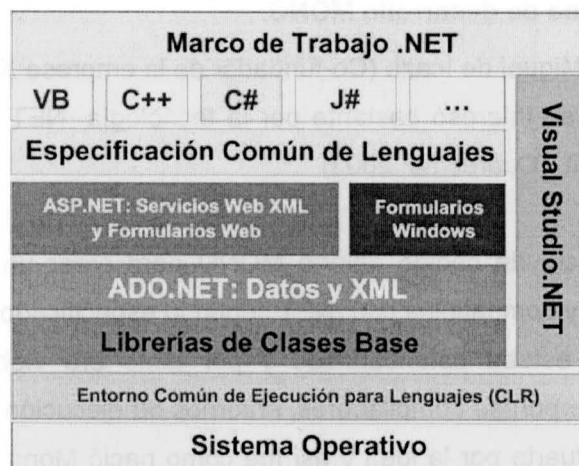 Marco de Trabajo .NET
VB C++ C# J# ...
Especificación Común de Lenguajes
ASP.NET: Servicios Web XML
y Formularios Web
Formularios
Windows
ADO.NET: Datos y XML
Librerías de Clases Base
Visual Studio.NET
Entorno Común de Ejecución para Lenguajes (CLR)
Sistema Operativo